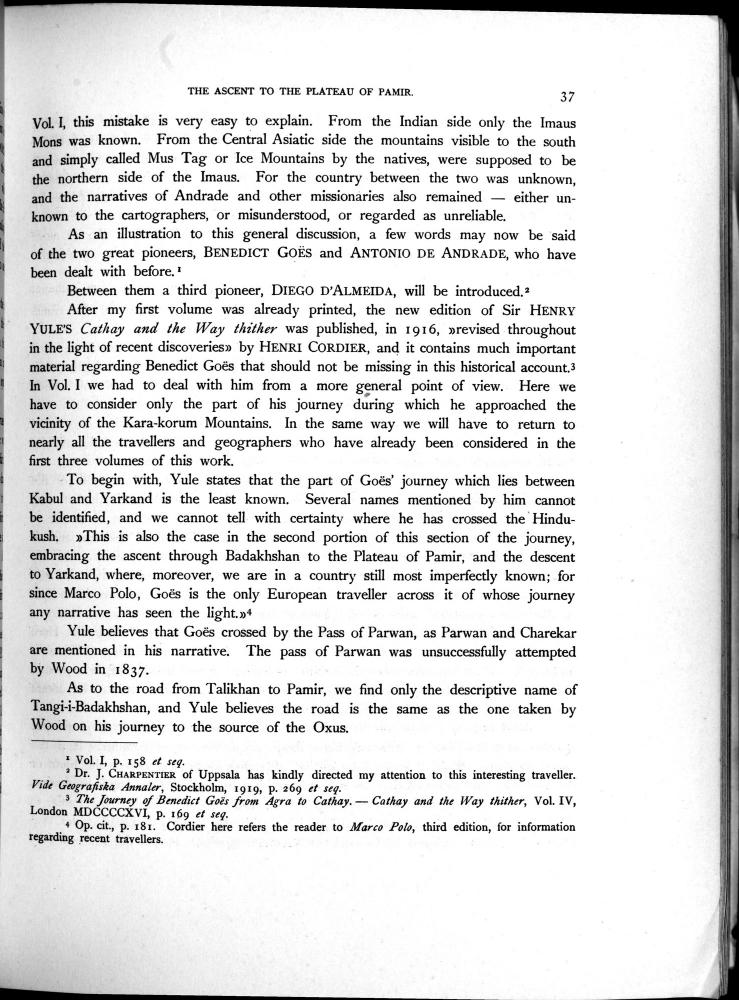 THE ASCENT TO THE PLATEAU OF PAMIR.
37
Vol. I, this mistake is very easy to explain. From the Indian side only the Imaus
Mons was known. From the Central Asiatic side the mountains visible to the south
and simply called Mus Tag or Ice Mountains by the natives, were supposed to be
the northern side of the Imaus. For the country between the two was unknown,
and the narratives of Andrade and other missionaries also remained — either un-
known to the cartographers, or misunderstood, or regarded as unreliable.
As an illustration to this general discussion, a few words may now be said
of the two great pioneers, BENEDICT GOËS and ANTONIO DE ANDRADE, who have
been dealt with before.¹
Between them a third pioneer, DIEGO D'ALMEIDA, will be introduced.²
After my first volume was already printed, the new edition of Sir HENRY
YULE'S Cathay and the Way thither was published, in 1916, »revised throughout
in the light of recent discoveries» by HENRI CORDIER, and it contains much important
material regarding Benedict Goës that should not be missing in this historical account.³
In Vol. I we had to deal with him from a more general point of view. Here we
have to consider only the part of his journey during which he approached the
vicinity of the Kara-korum Mountains. In the same way we will have to return to
nearly all the travellers and geographers who have already been considered in the
first three volumes of this work.
To begin with, Yule states that the part of Goës' journey which lies between
Kabul and Yarkand is the least known. Several names mentioned by him cannot
be identified, and we cannot tell with certainty where he has crossed the Hindu-
kush. »This is also the case in the second portion of this section of the journey,
embracing the ascent through Badakhshan to the Plateau of Pamir, and the descent
to Yarkand, where, moreover, we are in a country still most imperfectly known; for
since Marco Polo, Goës is the only European traveller across it of whose journey
any narrative has seen the light.»⁴
Yule believes that Goës crossed by the Pass of Parwan, as Parwan and Charekar
are mentioned in his narrative. The pass of Parwan was unsuccessfully attempted
by Wood in 1837.
As to the road from Talikhan to Pamir, we find only the descriptive name of
Tangi-i-Badakhshan, and Yule believes the road is the same as the one taken by
Wood on his journey to the source of the Oxus.
¹ Vol. I, p. 158 et seq.
² Dr. J. CHARPENTIER of Uppsala has kindly directed my attention to this interesting traveller.
Vide Geografiska Annaler, Stockholm, 1919, p. 269 et seq.
³ The Journey of Benedict Goës from Agra to Cathay. — Cathay and the Way thither, Vol. IV,
London MDCCCCXVI, p. 169 et seq.
⁴ Op. cit., p. 181. Cordier here refers the reader to Marco Polo, third edition, for information
regarding recent travellers.